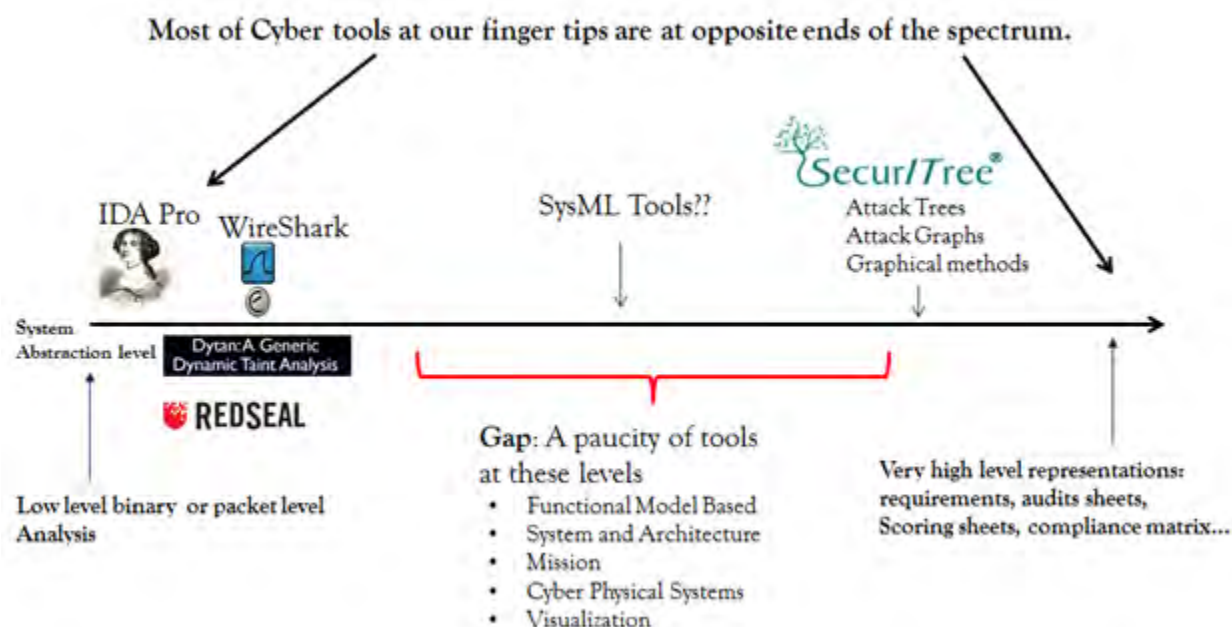 Most of Cyber tools at our finger tips are at opposite ends of the spectrum.
SecurITree®
IDA Pro
WireShark
SysML Tools??
Attack Trees
Attack Graphs
Graphical methods
System
Abstraction level
Dytan: A Generic
Dynamic Taint Analysis
REDSEAL
Gap: A paucity of tools
at these levels
• Functional Model Based
• System and Architecture
• Mission
• Cyber Physical Systems
• Visualization
Low level binary or packet level
Analysis
Very high level representations:
requirements, audits sheets,
Scoring sheets, compliance matrix...